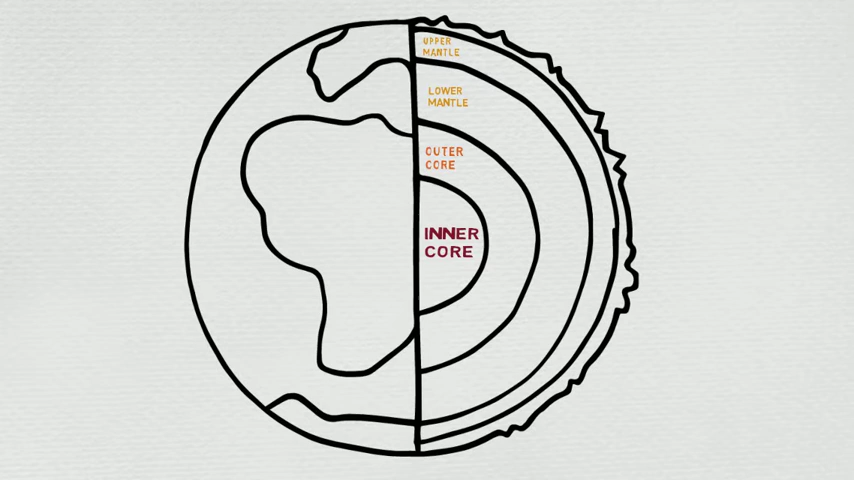 UPPER
MANTLE
LOWER
MANTLE
OUTER
CORE
INNER
CORE